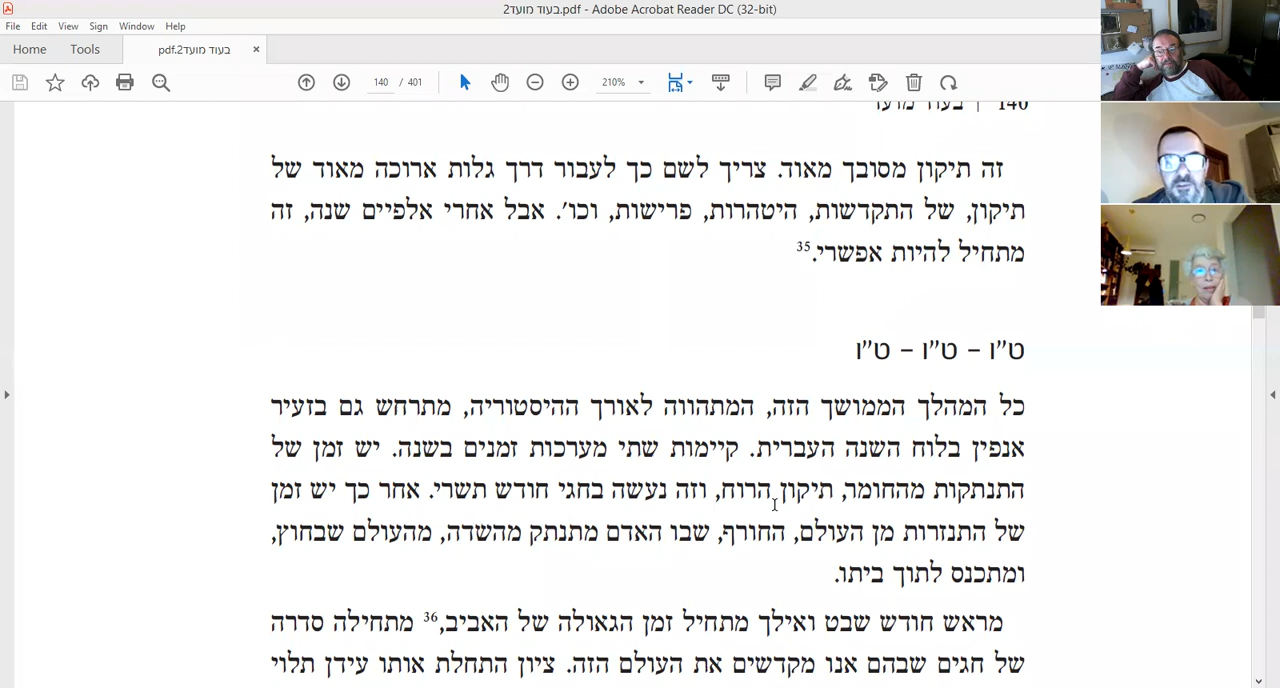 בעוד מועד2.pdf - Adobe Acrobat Reader DC (32-bit)
File Edit View Sign Window Help
Home Tools בעוד מועד2.pdf ×
140 / 401 210%
140 | בעוד מועד
זה תיקון מסובך מאוד. צריך לשם כך לעבור דרך גלות ארוכה מאוד של
תיקון, של התקדשות, היטהרות, פרישות, וכו׳. אבל אחרי אלפיים שנה, זה
מתחיל להיות אפשרי.35
ט״ו – ט״ו – ט״ו
כל המהלך הממושך הזה, המתהווה לאורך ההיסטוריה, מתרחש גם בזעיר
אנפין בלוח השנה העברית. קיימות שתי מערכות זמנים בשנה. יש זמן של
התנתקות מהחומר, תיקון הרוח, וזה נעשה בחגי חודש תשרי. אחר כך יש זמן
של התנזרות מן העולם, החורף, שבו האדם מתנתק מהשדה, מהעולם שבחוץ,
ומתכנס לתוך ביתו.
מראש חודש שבט ואילך מתחיל זמן הגאולה של האביב,36 מתחילה סדרה
של חגים שבהם אנו מקדשים את העולם הזה. ציון התחלת אותו עידן תלוי